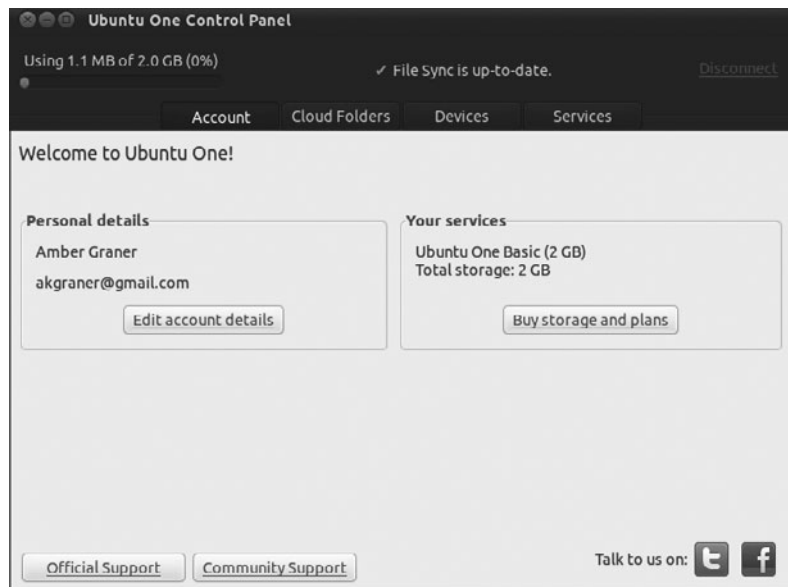 Ubuntu One Control Panel
Using 1.1 MB of 2.0 GB (0%)
✓ File Sync is up-to-date.
Disconnect
Account
Cloud Folders
Devices
Services
Welcome to Ubuntu One!
Personal details
Amber Graner
akgraner@gmail.com
Edit account details
Your services
Ubuntu One Basic (2 GB)
Total storage: 2 GB
Buy storage and plans
Official Support
Community Support
Talk to us on: